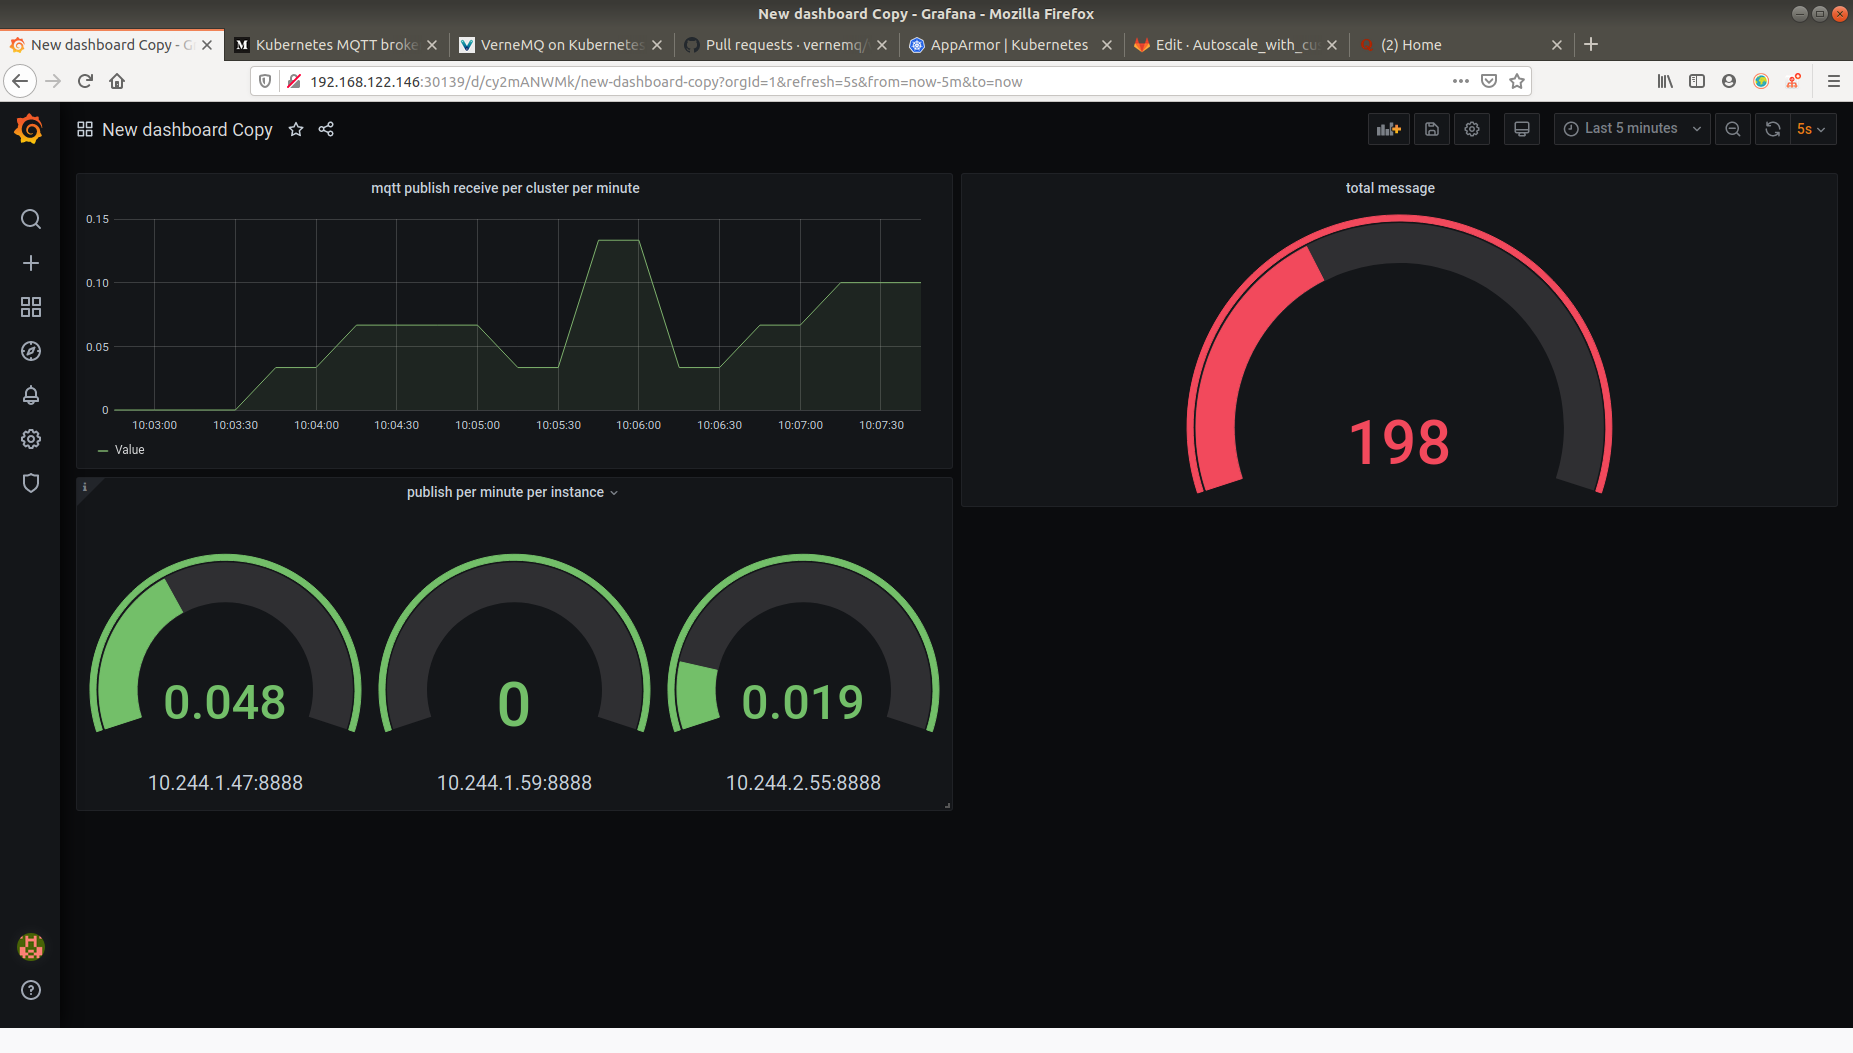 New dashboard Copy - Grafana - Mozilla Firefox
New dashboard Copy - G
Kubernetes MQTT broke
VerneMQ on Kubernetes
Pull requests · vernemq/
AppArmor | Kubernetes
Edit · Autoscale_with_cu
(2) Home
192.168.122.146:30139/d/cy2mANWMk/new-dashboard-copy?orgId=1&refresh=5s&from=now-5m&to=now
New dashboard Copy
Last 5 minutes
5s
mqtt publish receive per cluster per minute
0.15
0.10
0.05
0
10:03:00 10:03:30 10:04:00 10:04:30 10:05:00 10:05:30 10:06:00 10:06:30 10:07:00 10:07:30
Value
total message
198
i
publish per minute per instance
0.048
0
0.019
10.244.1.47:8888
10.244.1.59:8888
10.244.2.55:8888